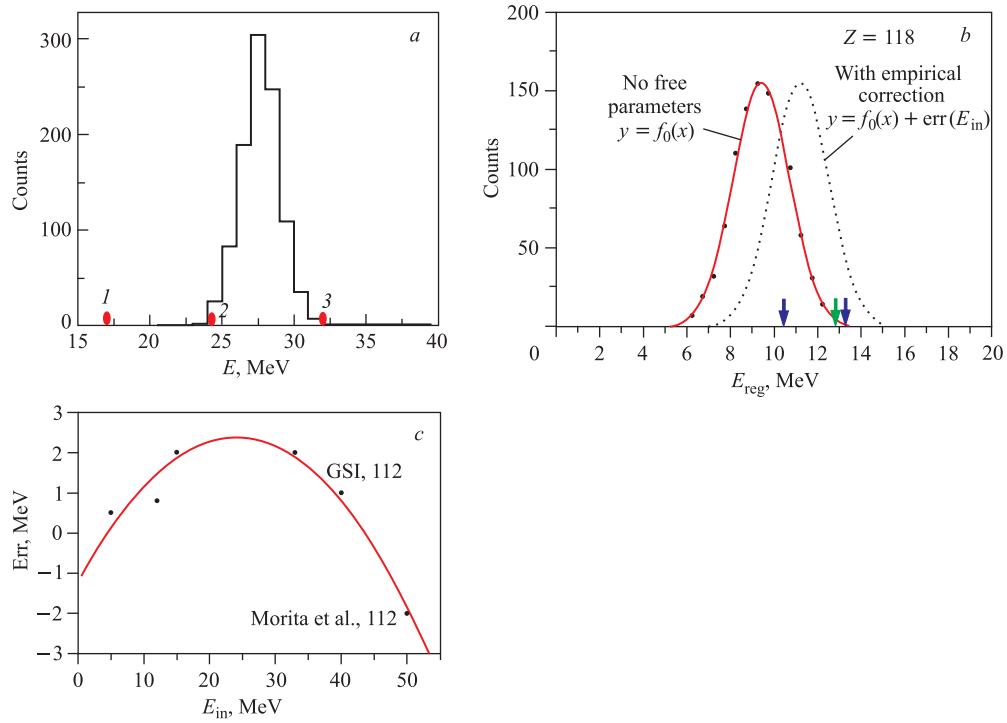 a
300
200
100
0
Counts
1
2
3
15
20
25
30
35
40
E, MeV
200
150
100
50
0
Counts
Z = 118
b
No free
parameters
y = f₀(x)
With empirical
correction
y = f₀(x) + err(Eᵢₙ)
2
4
6
8
10
12
14
16
18
20
E_reg, MeV
c
3
2
1
0
−1
−2
−3
Err, MeV
GSI, 112
Morita et al., 112
0
10
20
30
40
50
Eᵢₙ, MeV